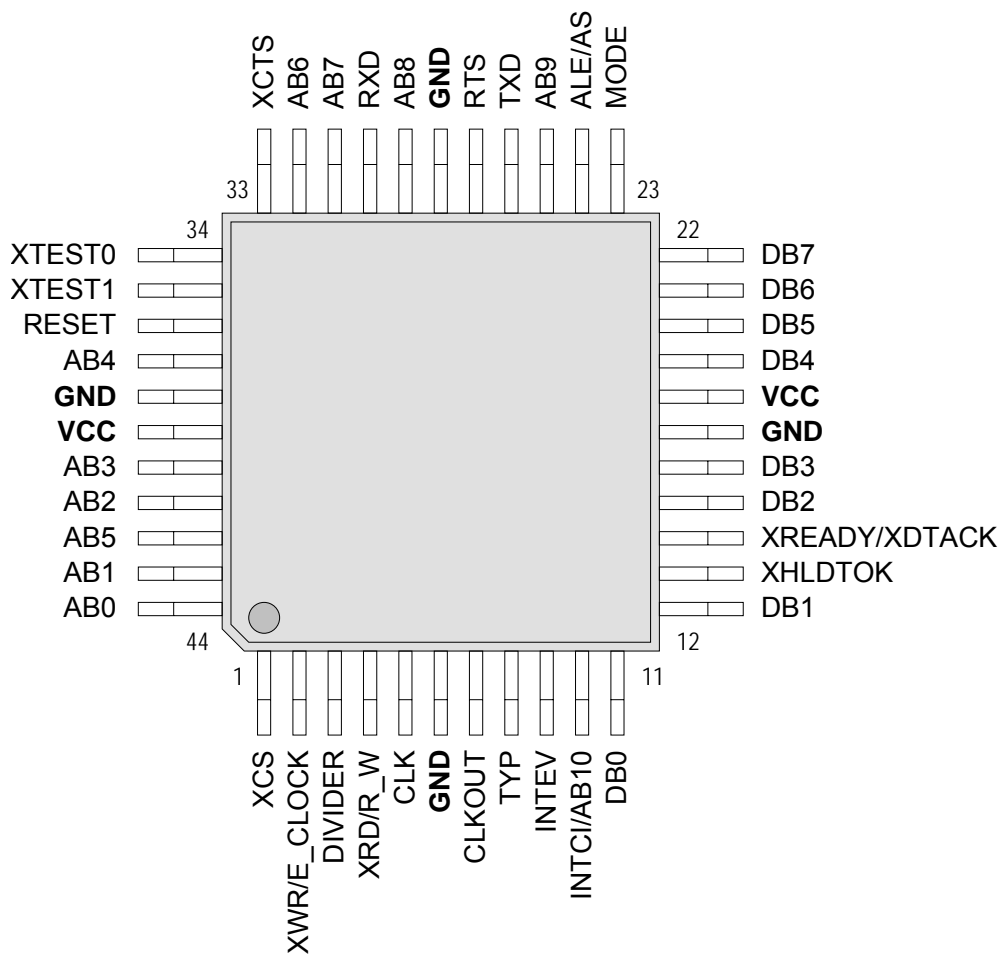 XCTS
AB6
AB7
RXD
AB8
GND
RTS
TXD
AB9
ALE/AS
MODE
33
23
34
22
XTEST0
XTEST1
RESET
AB4
GND
VCC
AB3
AB2
AB5
AB1
AB0
DB7
DB6
DB5
DB4
VCC
GND
DB3
DB2
XREADY/XDTACK
XHLDTOK
DB1
44
12
1
11
XCS
XWR/E_CLOCK
DIVIDER
XRD/R_W
CLK
GND
CLKOUT
TYP
INTEV
INTCI/AB10
DB0